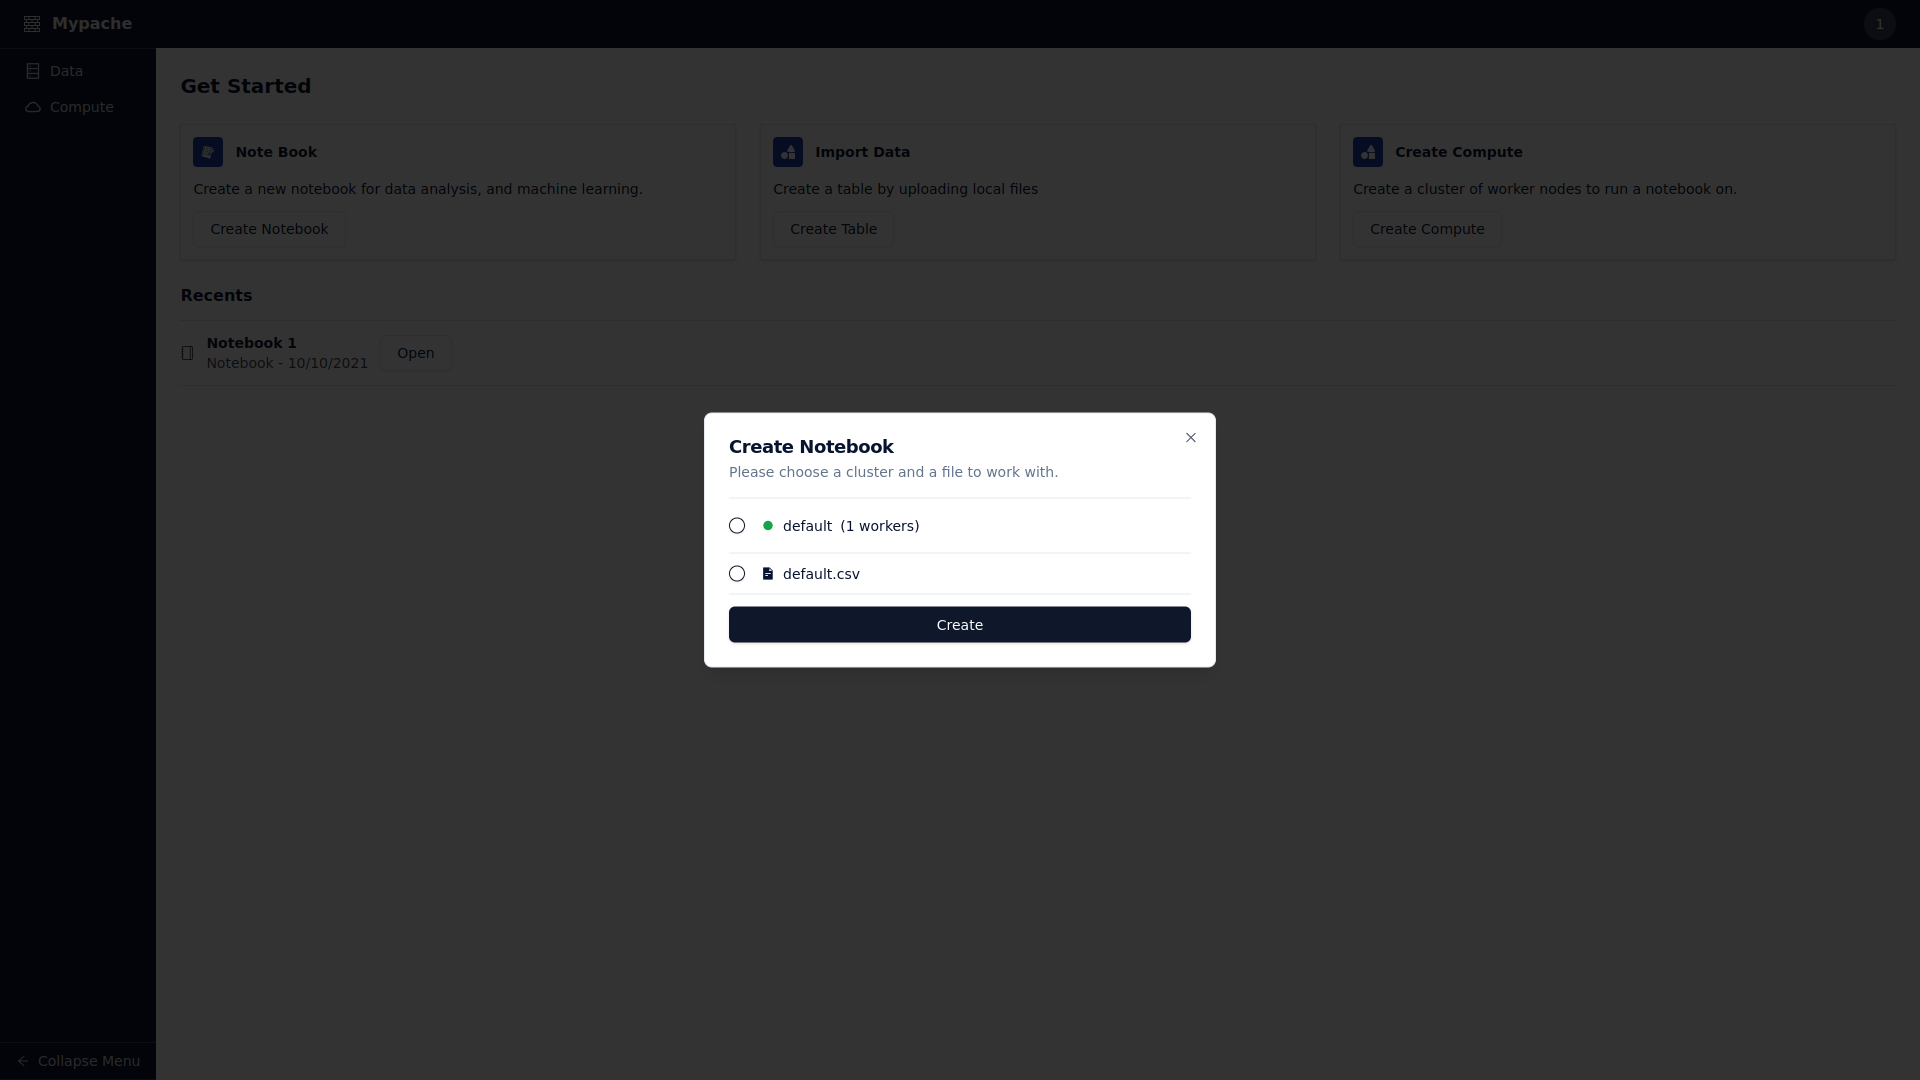 Mypache
1
Data
Compute
Get Started
Note Book
Create a new notebook for data analysis, and machine learning.
Create Notebook
Import Data
Create a table by uploading local files
Create Table
Create Compute
Create a cluster of worker nodes to run a notebook on.
Create Compute
Recents
Notebook 1
Notebook - 10/10/2021
Open
Create Notebook
Please choose a cluster and a file to work with.
default (1 workers)
default.csv
Create
Collapse Menu